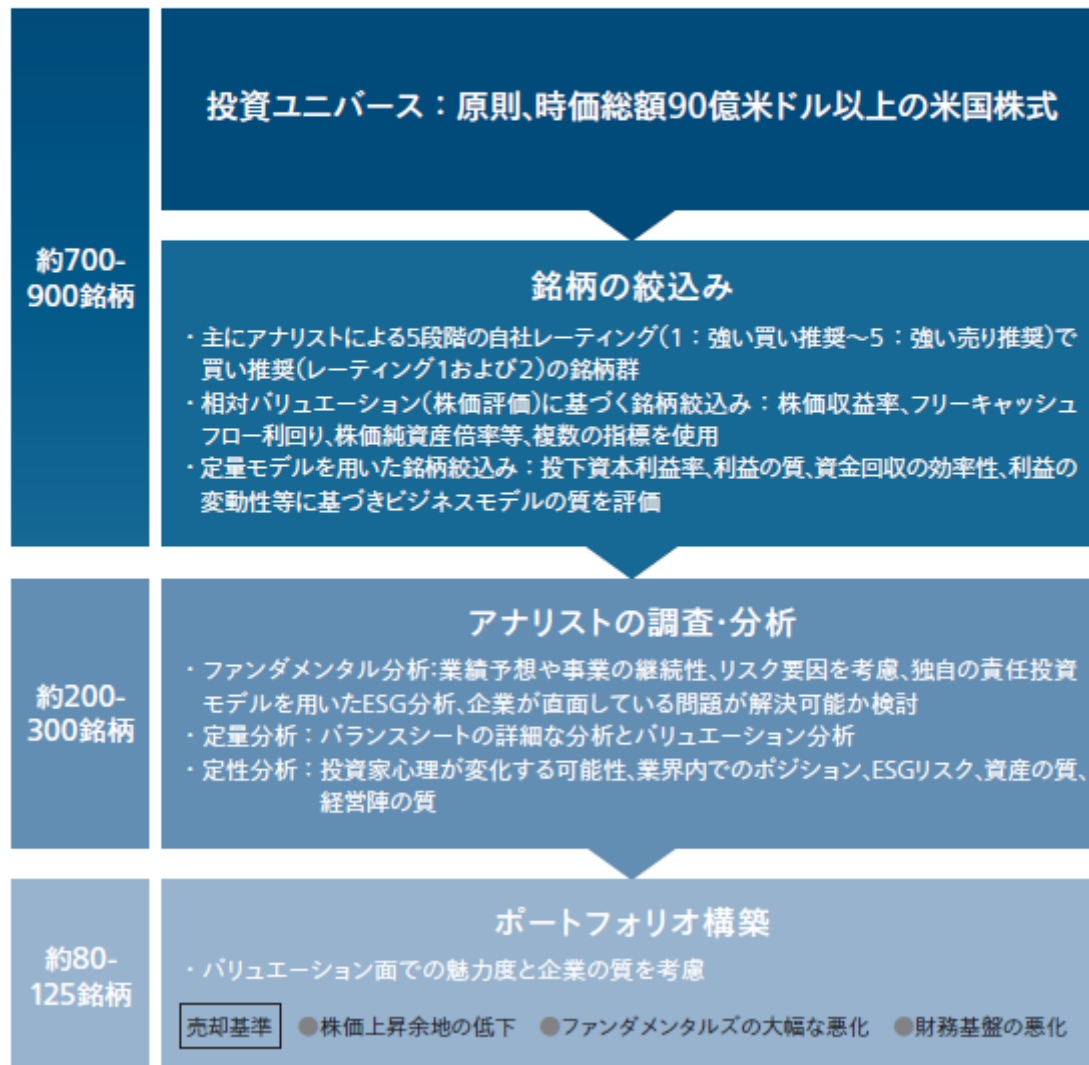 投資ユニバース：原則、時価総額90億米ドル以上の米国株式
約700-
900銘柄
銘柄の絞込み
・主にアナリストによる5段階の自社レーティング（1：強い買い推奨～5：強い売り推奨）で
買い推奨（レーティング1および2）の銘柄群
・相対バリュエーション（株価評価）に基づく銘柄絞込み：株価収益率、フリーキャッシュ
フロー利回り、株価純資産倍率等、複数の指標を使用
・定量モデルを用いた銘柄絞込み：投下資本利益率、利益の質、資金回収の効率性、利益の
変動性等に基づきビジネスモデルの質を評価
約200-
300銘柄
アナリストの調査・分析
・ファンダメンタル分析：業績予想や事業の継続性、リスク要因を考慮、独自の責任投資
モデルを用いたESG分析、企業が直面している問題が解決可能か検討
・定量分析：バランスシートの詳細な分析とバリュエーション分析
・定性分析：投資家心理が変化する可能性、業界内でのポジション、ESGリスク、資産の質、
経営陣の質
約80-
125銘柄
ポートフォリオ構築
・バリュエーション面での魅力度と企業の質を考慮
売却基準 ●株価上昇余地の低下 ●ファンダメンタルズの大幅な悪化 ●財務基盤の悪化